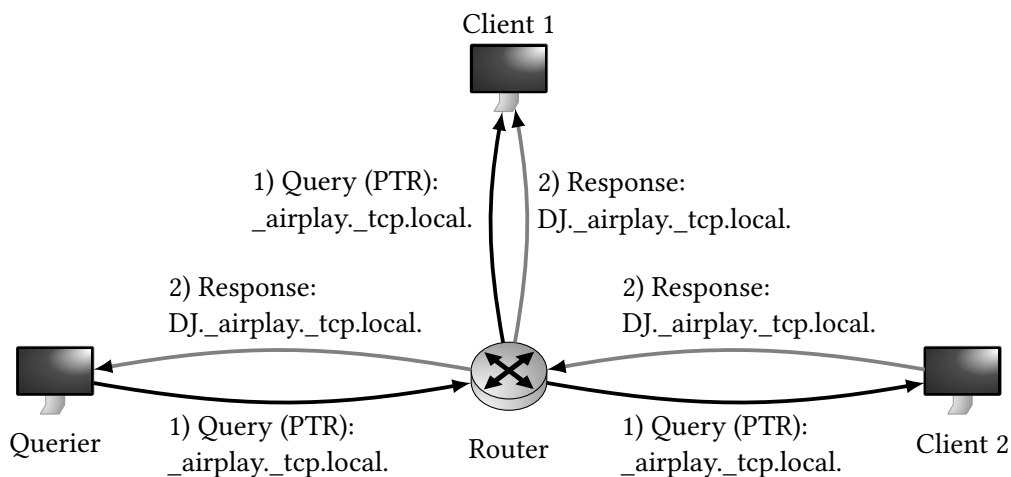 Client 1
1) Query (PTR):
_airplay._tcp.local.
2) Response:
DJ._airplay._tcp.local.
2) Response:
DJ._airplay._tcp.local.
2) Response:
DJ._airplay._tcp.local.
Querier
1) Query (PTR):
_airplay._tcp.local.
Router
1) Query (PTR):
_airplay._tcp.local.
Client 2